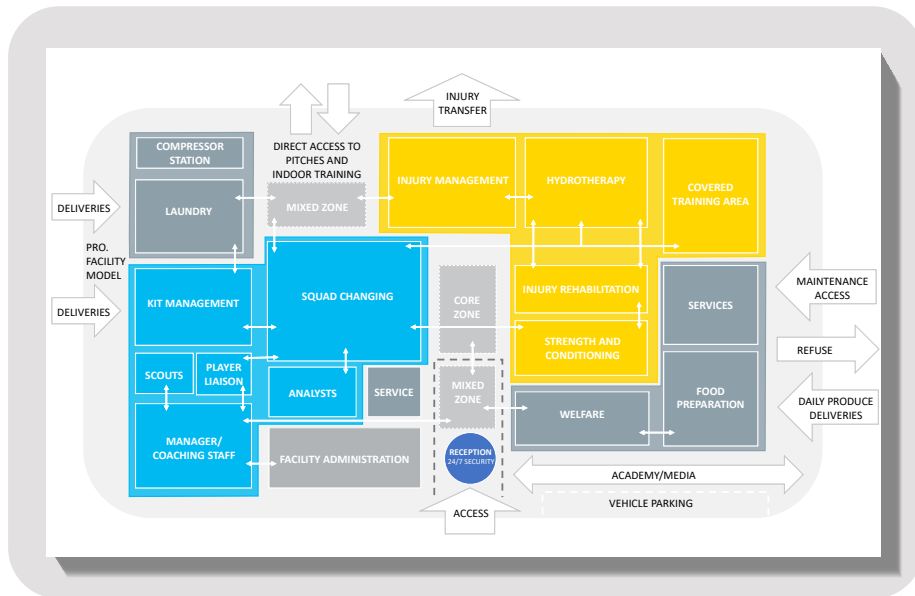 INJURY
TRANSFER
COMPRESSOR
STATION
DIRECT ACCESS TO
PITCHES AND
INDOOR TRAINING
INJURY MANAGEMENT
HYDROTHERAPY
COVERED
TRAINING AREA
DELIVERIES
LAUNDRY
MIXED ZONE
PRO.
FACILITY
MODEL
KIT MANAGEMENT
SQUAD CHANGING
CORE
ZONE
INJURY REHABILITATION
SERVICES
MAINTENANCE
ACCESS
DELIVERIES
STRENGTH AND
CONDITIONING
REFUSE
SCOUTS
PLAYER
LIAISON
ANALYSTS
SERVICE
MIXED
ZONE
WELFARE
FOOD
PREPARATION
DAILY PRODUCE
DELIVERIES
MANAGER/
COACHING STAFF
FACILITY ADMINISTRATION
RECEPTION
24/7 SECURITY
ACADEMY/MEDIA
ACCESS
VEHICLE PARKING